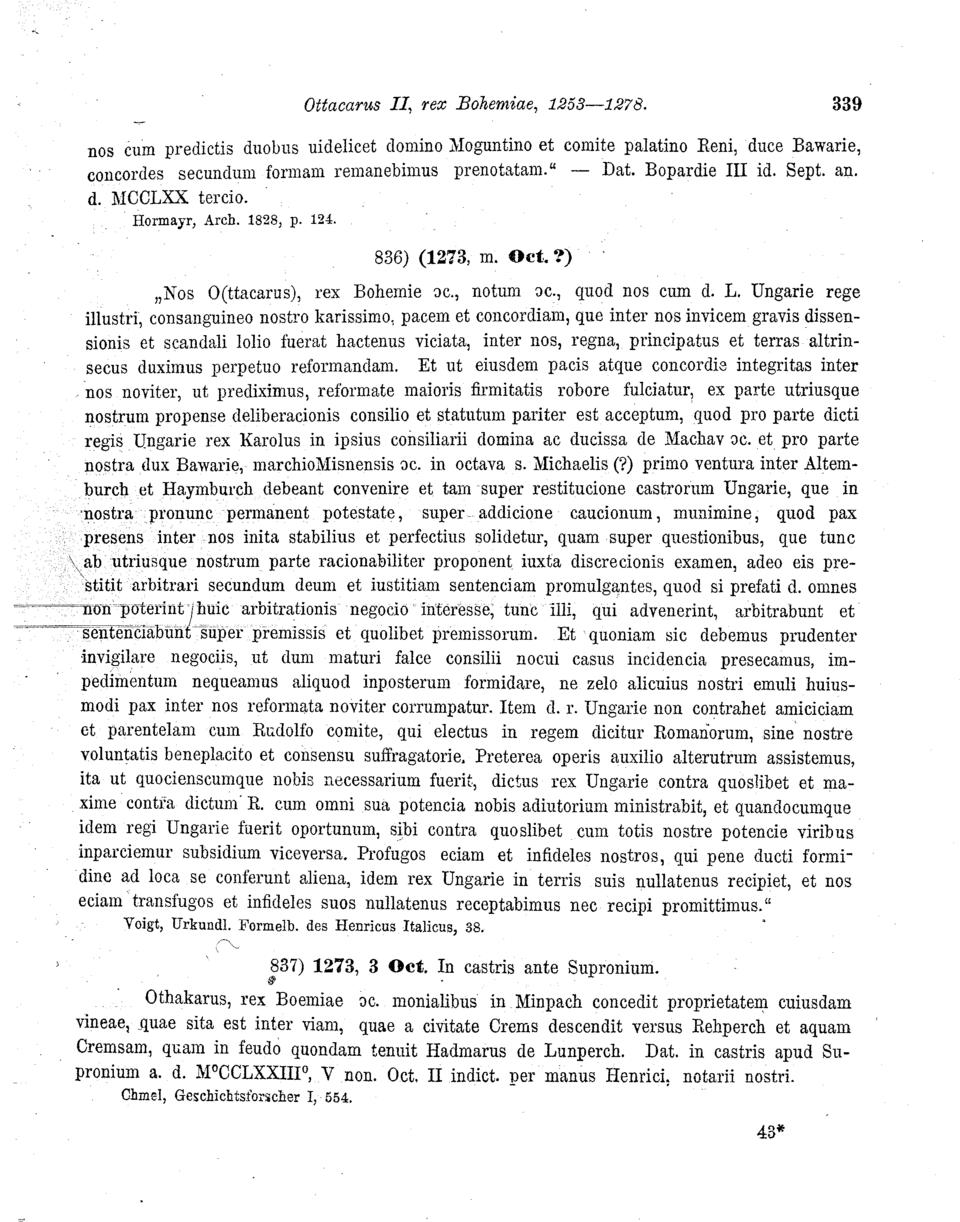 Ottacarus II, rex Bohemiae, 1253—1278. 339
nos cum predictis duobus uidelicet domino Moguntino et comite palatino Reni, duce Bawarie,
concordes secundum formam remanebimus prenotatam.“ — Dat. Bopardie III id. Sept. an.
d. MCCLXX tercio.
Hormayr, Arch. 1828, p. 124.
836) (1273, m. Oct. ?)
„Nos O(ttacarus), rex Bohemie ɔc., notum ɔc., quod nos cum d. L. Ungarie rege
illustri, consanguineo nostro karissimo, pacem et concordiam, que inter nos invicem gravis dissen-
sionis et scandali lolio fuerat hactenus viciata, inter nos, regna, principatus et terras altrin-
secus duximus perpetuo reformandam. Et ut eiusdem pacis atque concordie integritas inter
nos noviter, ut prediximus, reformate maioris firmitatis robore fulciatur, ex parte utriusque
nostrum propense deliberacionis consilio et statutum pariter est acceptum, quod pro parte dicti
regis Ungarie rex Karolus in ipsius consiliarii domina ac ducissa de Machav ɔc. et pro parte
nostra dux Bawarie, marchioMisnensis ɔc. in octava s. Michaelis (?) primo ventura inter Altem-
burch et Haymburch debeant convenire et tam super restitucione castrorum Ungarie, que in
nostra pronunc permanent potestate, super addicione caucionum, munimine, quod pax
presens inter nos inita stabilius et perfectius solidetur, quam super questionibus, que tunc
ab utriusque nostrum parte racionabiliter proponent iuxta discrecionis examen, adeo eis pre-
stitit arbitrari secundum deum et iustitiam sentenciam promulgantes, quod si prefati d. omnes
non poterint huic arbitrationis negocio interesse, tunc illi, qui advenerint, arbitrabunt et
sentenciabunt super premissis et quolibet premissorum. Et quoniam sic debemus prudenter
invigilare negociis, ut dum maturi falce consilii nocui casus incidencia presecamus, im-
pedimentum nequeamus aliquod inposterum formidare, ne zelo alicuius nostri emuli huius-
modi pax inter nos reformata noviter corrumpatur. Item d. r. Ungarie non contrahet amiciciam
et parentelam cum Rudolfo comite, qui electus in regem dicitur Romanorum, sine nostre
voluntatis beneplacito et consensu suffragatorie. Preterea operis auxilio alterutrum assistemus,
ita ut quocienscumque nobis necessarium fuerit, dictus rex Ungarie contra quoslibet et ma-
xime contra dictum R. cum omni sua potencia nobis adiutorium ministrabit, et quandocumque
idem regi Ungarie fuerit oportunum, sibi contra quoslibet cum totis nostre potencie viribus
inparciemur subsidium viceversa. Profugos eciam et infideles nostros, qui pene ducti formi-
dine ad loca se conferunt aliena, idem rex Ungarie in terris suis nullatenus recipiet, et nos
eciam transfugos et infideles suos nullatenus receptabimus nec recipi promittimus.“
Voigt, Urkundl. Formelb. des Henricus Italicus, 38.
837) 1273, 3 Oct. In castris ante Supronium.
Othakarus, rex Boemiae ɔc. monialibus in Minpach concedit proprietatem cuiusdam
vineae, quae sita est inter viam, quae a civitate Crems descendit versus Rehperch et aquam
Cremsam, quam in feudo quondam tenuit Hadmarus de Lunperch. Dat. in castris apud Su-
pronium a. d. M⁰CCLXXIII⁰, V non. Oct. II indict. per manus Henrici, notarii nostri.
Chmel, Geschichtsforscher I, 554.
43*